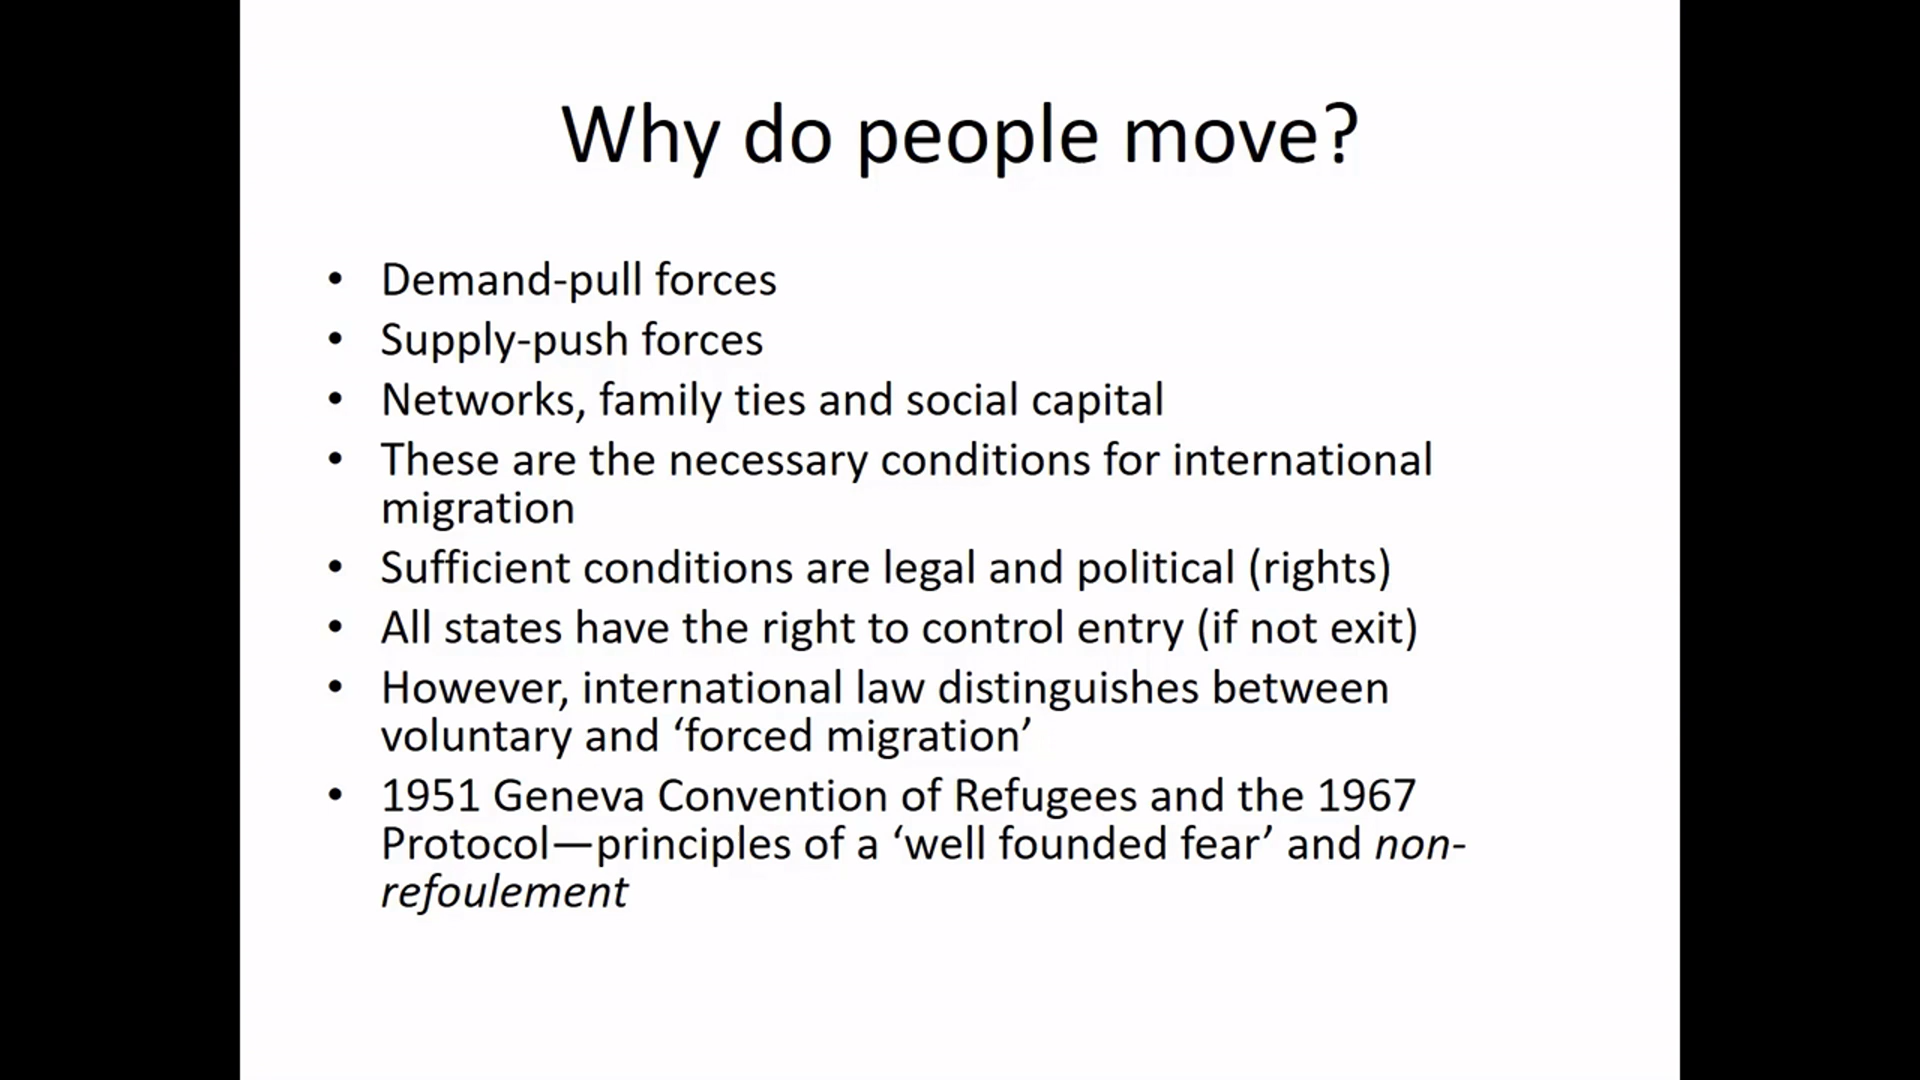 Why do people move?
• Demand-pull forces
• Supply-push forces
• Networks, family ties and social capital
• These are the necessary conditions for international
migration
• Sufficient conditions are legal and political (rights)
• All states have the right to control entry (if not exit)
• However, international law distinguishes between
voluntary and ‘forced migration’
• 1951 Geneva Convention of Refugees and the 1967
Protocol—principles of a ‘well founded fear’ and non-
refoulement